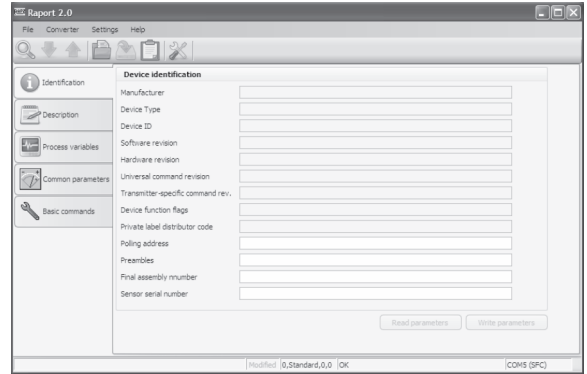 Raport 2.0
File Converter Settings Help
Identification
Description
Process variables
Common parameters
Basic commands
Device identification
Manufacturer
Device Type
Device ID
Software revision
Hardware revision
Universal command revision
Transmitter-specific command rev.
Device function flags
Private label distributor code
Polling address
Preambles
Final assembly nnumber
Sensor serial number
Read parameters Write parameters
Modified 0,Standard,0,0 OK COM5 (SFC)